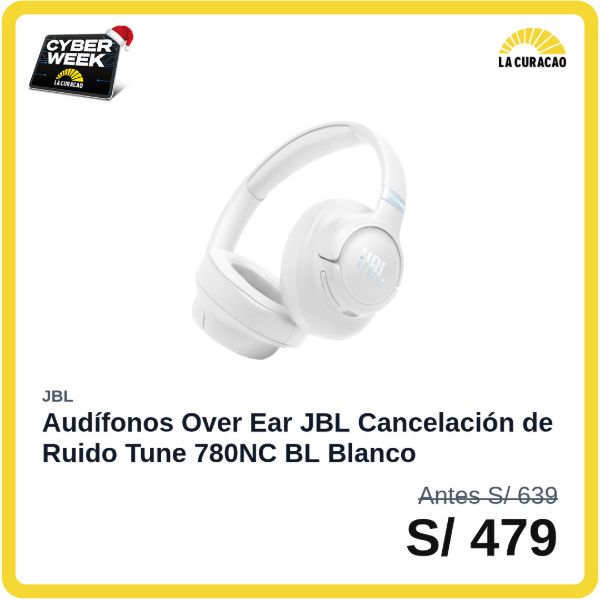 CYBER
WEEK
LA CURACAO
LA CURACAO
JBL
JBL
Audífonos Over Ear JBL Cancelación de
Ruido Tune 780NC BL Blanco
Antes S/ 639
S/ 479